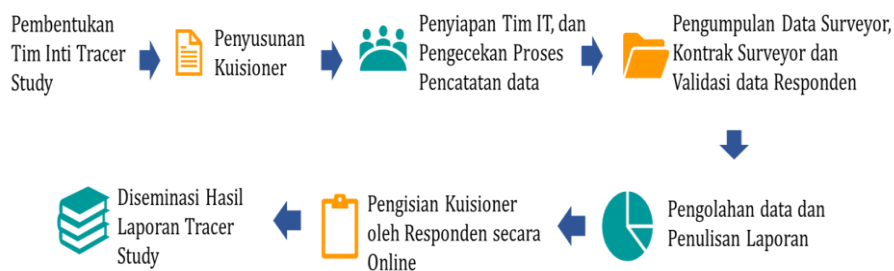 Pembentukan
Tim Inti Tracer
Study
Penyusunan
Kuisioner
Penyiapan Tim IT, dan
Pengecekan Proses
Pencatatan data
Pengumpulan Data Surveyor,
Kontrak Surveyor dan
Validasi data Responden
Pengolahan data dan
Penulisan Laporan
Pengisian Kuisioner
oleh Responden secara
Online
Diseminasi Hasil
Laporan Tracer
Study